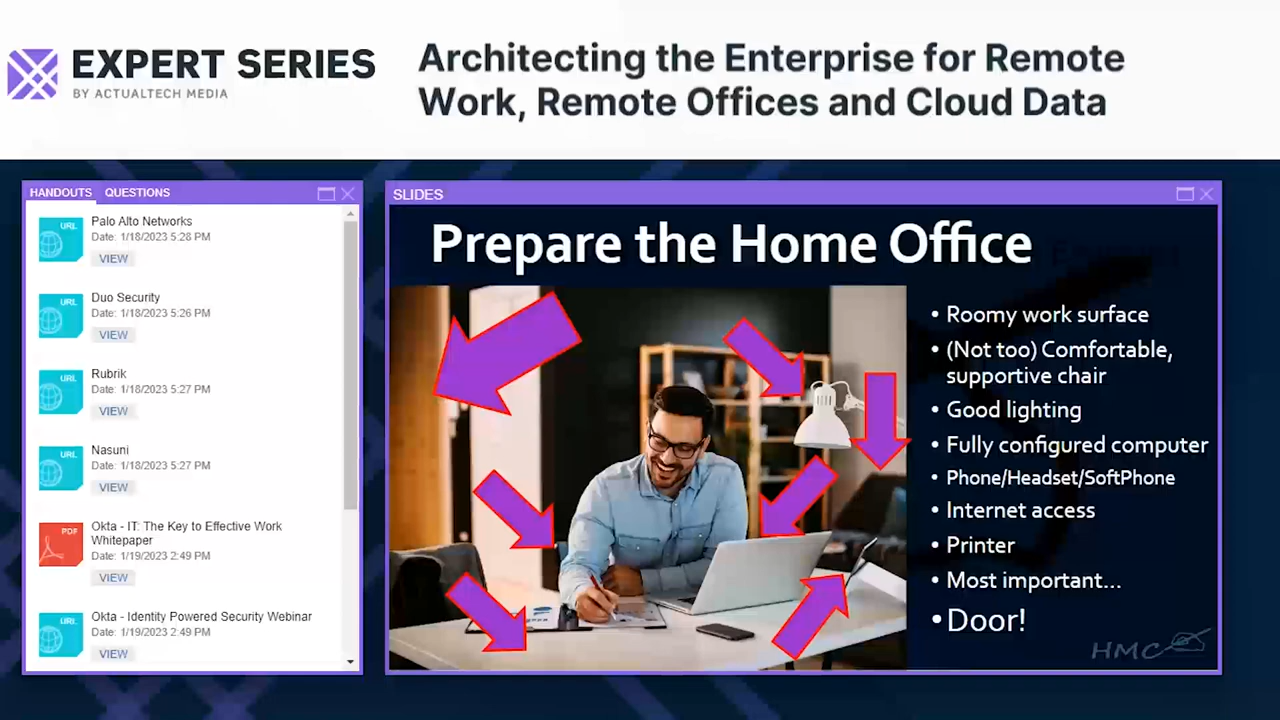 EXPERT SERIES
BY ACTUALTECH MEDIA
Architecting the Enterprise for Remote
Work, Remote Offices and Cloud Data
HANDOUTS QUESTIONS
URL
Palo Alto Networks
Date: 1/18/2023 5:28 PM
VIEW
URL
Duo Security
Date: 1/18/2023 5:26 PM
VIEW
URL
Rubrik
Date: 1/18/2023 5:27 PM
VIEW
URL
Nasuni
Date: 1/18/2023 5:27 PM
VIEW
PDF
Okta - IT: The Key to Effective Work
Whitepaper
Date: 1/19/2023 2:49 PM
VIEW
URL
Okta - Identity Powered Security Webinar
Date: 1/19/2023 2:49 PM
VIEW
SLIDES
Prepare the Home Office
• Roomy work surface
• (Not too) Comfortable,
supportive chair
• Good lighting
• Fully configured computer
• Phone/Headset/SoftPhone
• Internet access
• Printer
• Most important...
• Door!
HMC